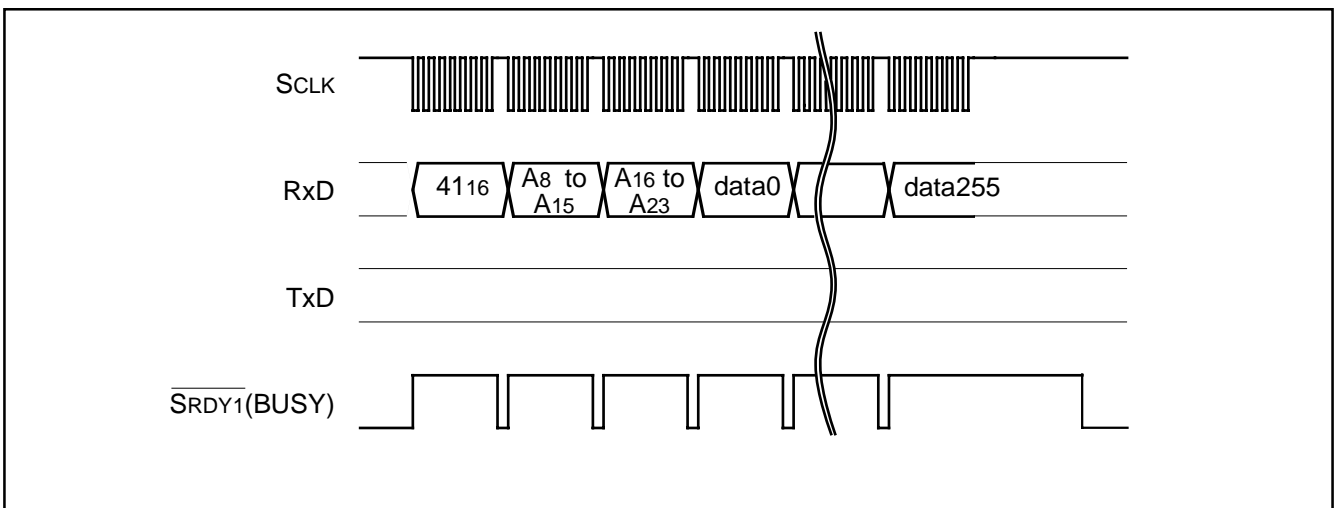 SCLK
RxD
4116
A8 to
A15
A16 to
A23
data0
data255
TxD
SRDY1(BUSY)